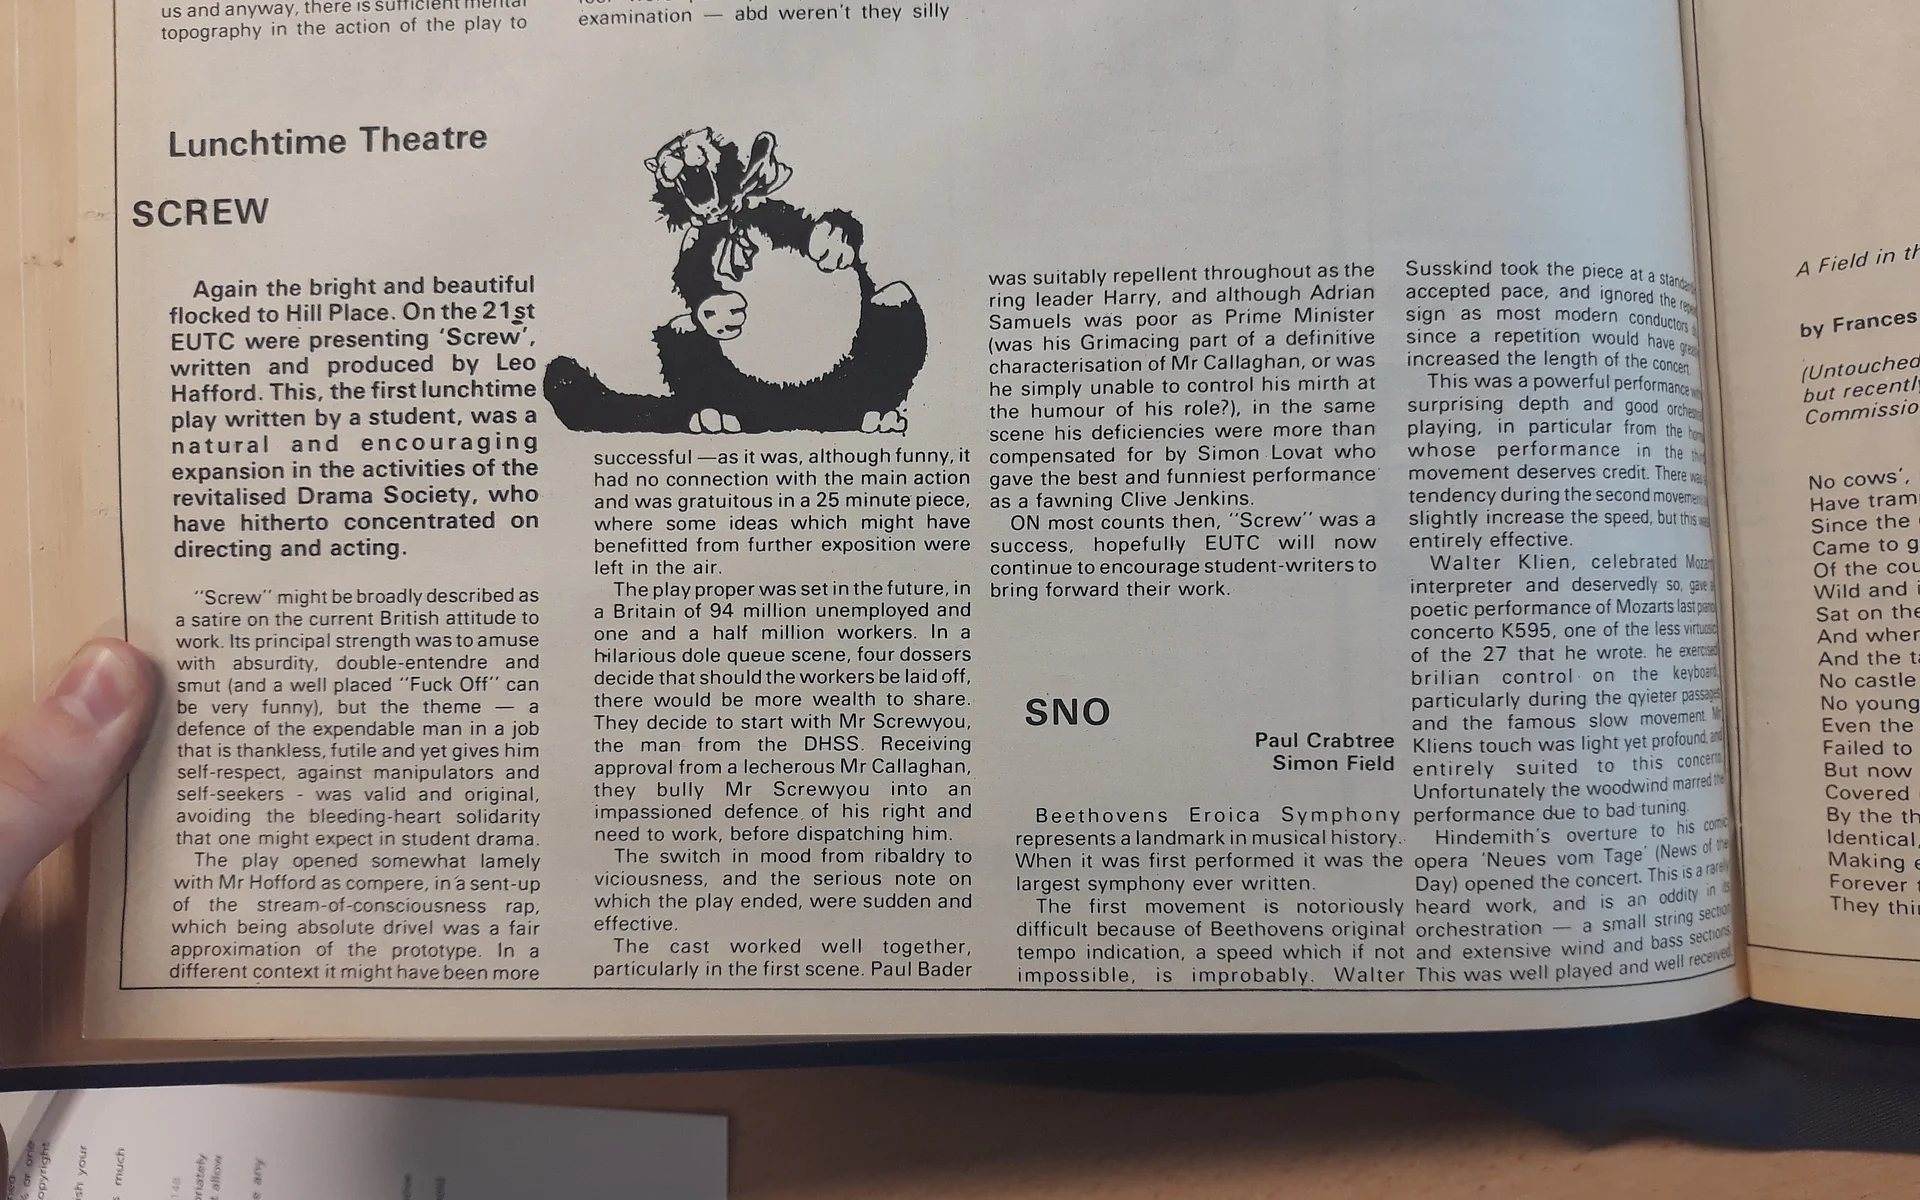 us and anyway, there is sufficient mental
topography in the action of the play to
examination — abd weren't they silly
Lunchtime Theatre
SCREW
Again the bright and beautiful
flocked to Hill Place. On the 21st
EUTC were presenting ‘Screw’,
written and produced by Leo
Hafford. This, the first lunchtime
play written by a student, was a
natural and encouraging
expansion in the activities of the
revitalised Drama Society, who
have hitherto concentrated on
directing and acting.
“Screw” might be broadly described as
a satire on the current British attitude to
work. Its principal strength was to amuse
with absurdity, double-entendre and
smut (and a well placed “Fuck Off” can
be very funny), but the theme — a
defence of the expendable man in a job
that is thankless, futile and yet gives him
self-respect, against manipulators and
self-seekers - was valid and original,
avoiding the bleeding-heart solidarity
that one might expect in student drama.
The play opened somewhat lamely
with Mr Hofford as compere, in a sent-up
of the stream-of-consciousness rap,
which being absolute drivel was a fair
approximation of the prototype. In a
different context it might have been more
successful —as it was, although funny, it
had no connection with the main action
and was gratuitous in a 25 minute piece,
where some ideas which might have
benefitted from further exposition were
left in the air.
The play proper was set in the future, in
a Britain of 94 million unemployed and
one and a half million workers. In a
hilarious dole queue scene, four dossers
decide that should the workers be laid off,
there would be more wealth to share.
They decide to start with Mr Screwyou,
the man from the DHSS. Receiving
approval from a lecherous Mr Callaghan,
they bully Mr Screwyou into an
impassioned defence of his right and
need to work, before dispatching him.
The switch in mood from ribaldry to
viciousness, and the serious note on
which the play ended, were sudden and
effective.
The cast worked well together,
particularly in the first scene. Paul Bader
was suitably repellent throughout as the
ring leader Harry, and although Adrian
Samuels was poor as Prime Minister
(was his Grimacing part of a definitive
characterisation of Mr Callaghan, or was
he simply unable to control his mirth at
the humour of his role?), in the same
scene his deficiencies were more than
compensated for by Simon Lovat who
gave the best and funniest performance
as a fawning Clive Jenkins.
ON most counts then, “Screw” was a
success, hopefully EUTC will now
continue to encourage student-writers to
bring forward their work.
SNO
Paul Crabtree
Simon Field
Beethovens Eroica Symphony
represents a landmark in musical history.
When it was first performed it was the
largest symphony ever written.
The first movement is notoriously
difficult because of Beethovens original
tempo indication, a speed which if not
impossible, is improbably. Walter
Susskind took the piece at a
accepted pace, and ignored the
sign as most modern conductors
since a repetition would have
increased the length of the concert.
This was a powerful performance
surprising depth and good
playing, in particular from the
whose performance in the
movement deserves credit. There was
tendency during the second
slightly increase the speed, but this
entirely effective.
Walter Klien, celebrated
interpreter and deservedly so, gave a
poetic performance of Mozarts last
concerto K595, one of the less
of the 27 that he wrote. he exercised
brilian control on the keyboard,
particularly during the qyieter passages
and the famous slow movement. Mr
Kliens touch was light yet profound, and
entirely suited to this concerto.
Unfortunately the woodwind marred the
performance due to bad tuning.
Hindemith's overture to his comic
opera ‘Neues vom Tage’ (News of the
Day) opened the concert. This is a rarely
heard work, and is an oddity in its
orchestration — a small string section
and extensive wind and bass sections.
This was well played and well received.
A Field in
by Frances
(Untouched
but recently
No cows',
Have
Since the
Came to
Of the
Wild and
Sat on the
And when
And the
No castle
No young
Even the
Failed to
But now
Covered
By the
Identical,
Making
Forever
They
much